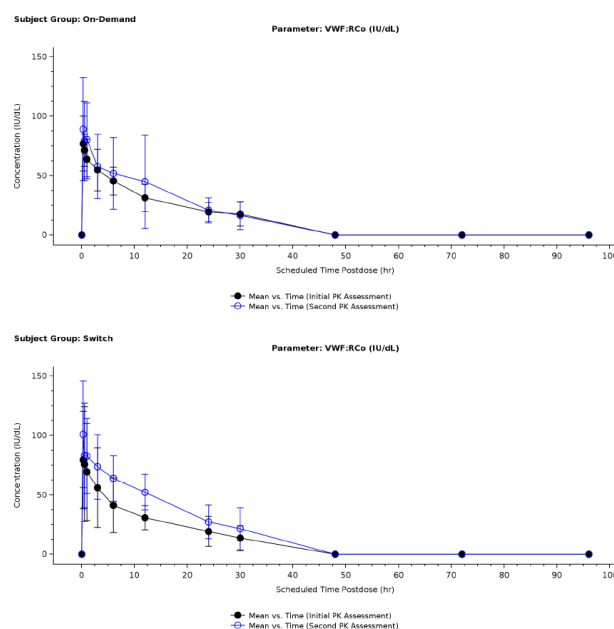 Subject Group: On-Demand
Parameter: VWF:RCo (IU/dL)
150
100
50
0
Concentration (IU/dL)
0 10 20 30 40 50 60 70 80 90 100
Scheduled Time Postdose (hr)
Mean vs. Time (Initial PK Assessment)
Mean vs. Time (Second PK Assessment)
Subject Group: Switch
Parameter: VWF:RCo (IU/dL)
150
100
50
0
Concentration (IU/dL)
0 10 20 30 40 50 60 70 80 90 100
Scheduled Time Postdose (hr)
Mean vs. Time (Initial PK Assessment)
Mean vs. Time (Second PK Assessment)